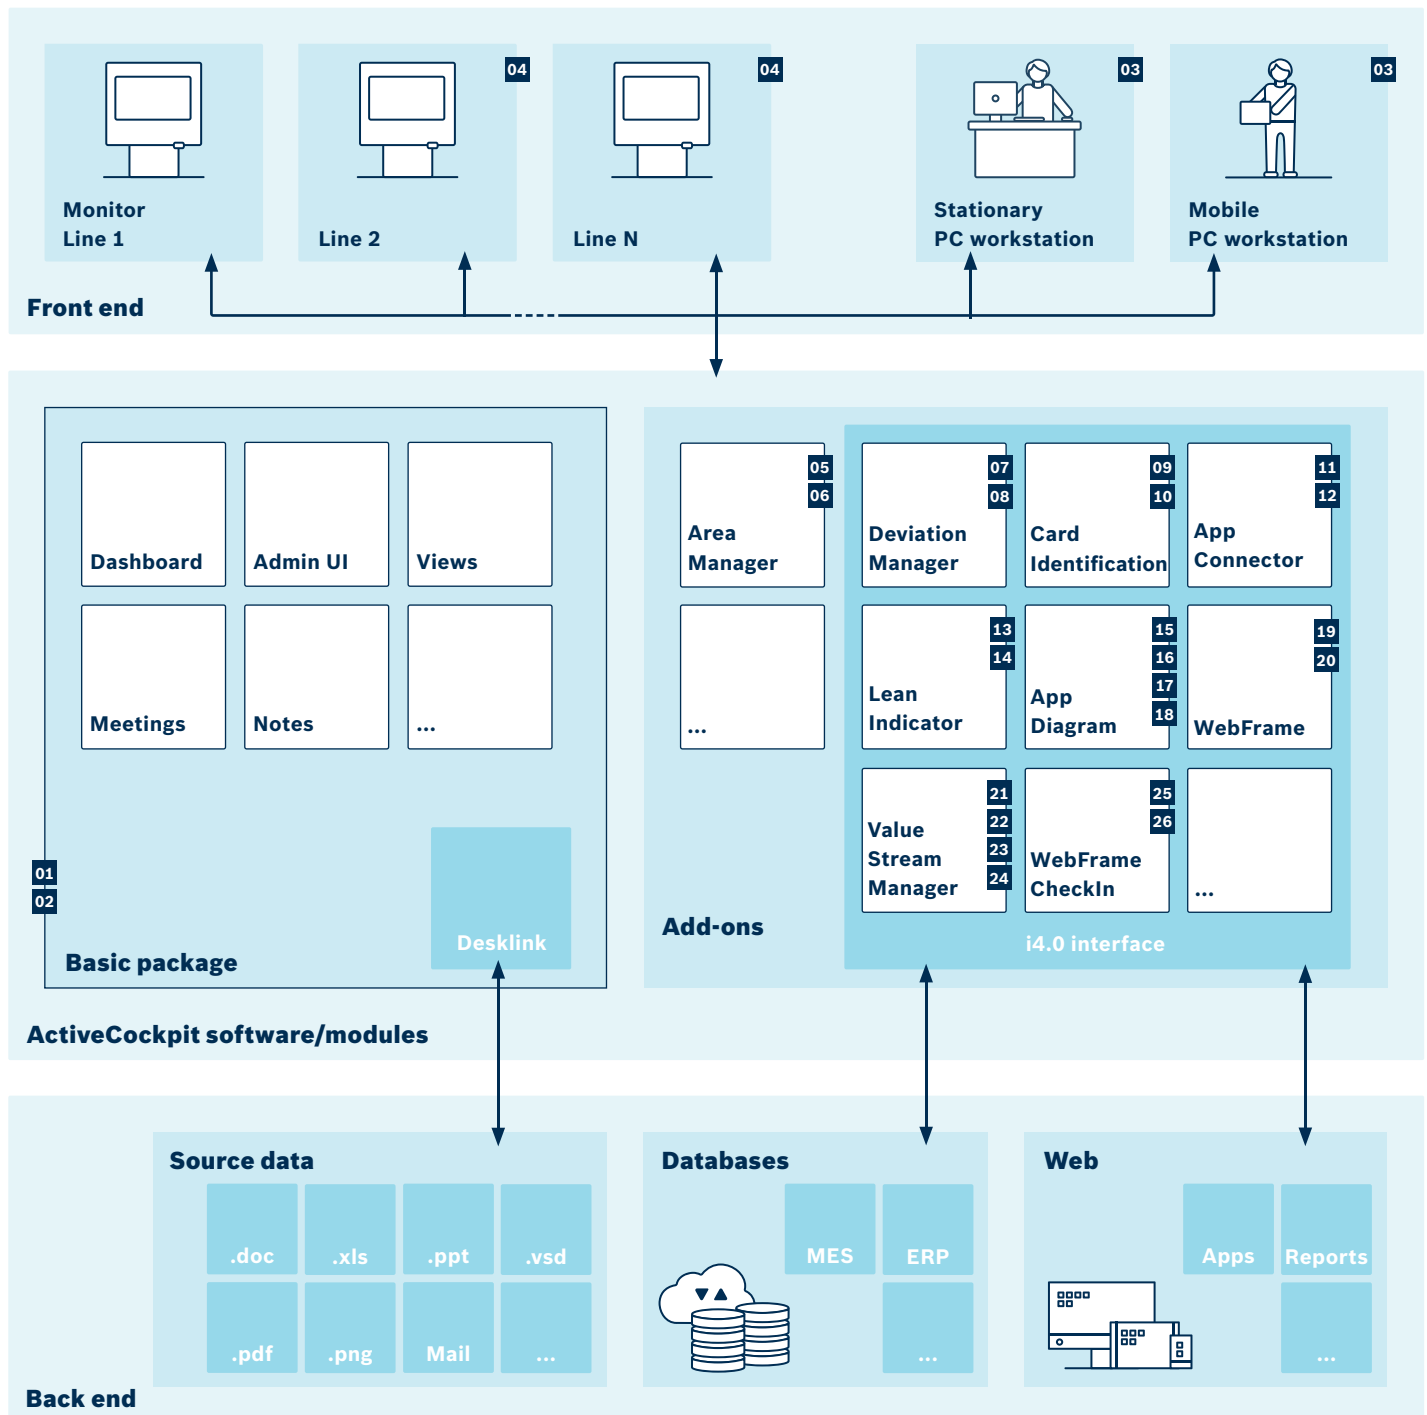 04
04
03
03
Monitor
Line 1
Line 2
Line N
Stationary
PC workstation
Mobile
PC workstation
Front end
Dashboard
Admin UI
Views
Meetings
Notes
...
01
02
Desklink
Basic package
05
06
Area
Manager
...
07
08
Deviation
Manager
09
10
Card
Identification
11
12
App
Connector
13
14
Lean
Indicator
15
16
17
18
App
Diagram
19
20
WebFrame
21
22
23
24
Value
Stream
Manager
25
26
WebFrame
CheckIn
...
Add-ons
i4.0 interface
ActiveCockpit software/modules
Source data
.doc
.xls
.ppt
.vsd
.pdf
.png
Mail
...
Databases
MES
ERP
...
Web
Apps
Reports
...
Back end